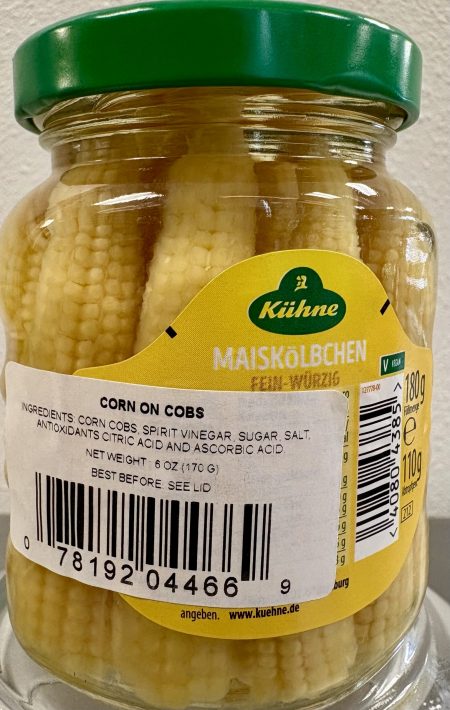 Kühne
MAISKöLBCHEN
FEIN-WÜRZIG
V VEGAN
180g
e
110g
212
CORN ON COBS
INGREDIENTS: CORN COBS, SPIRIT VINEGAR, SUGAR, SALT,
ANTIOXIDANTS CITRIC ACID AND ASCORBIC ACID.
NET WEIGHT : 6 OZ (170 G)
BEST BEFORE: SEE LID
0 78192 04466 9
angeben. www.kuehne.de